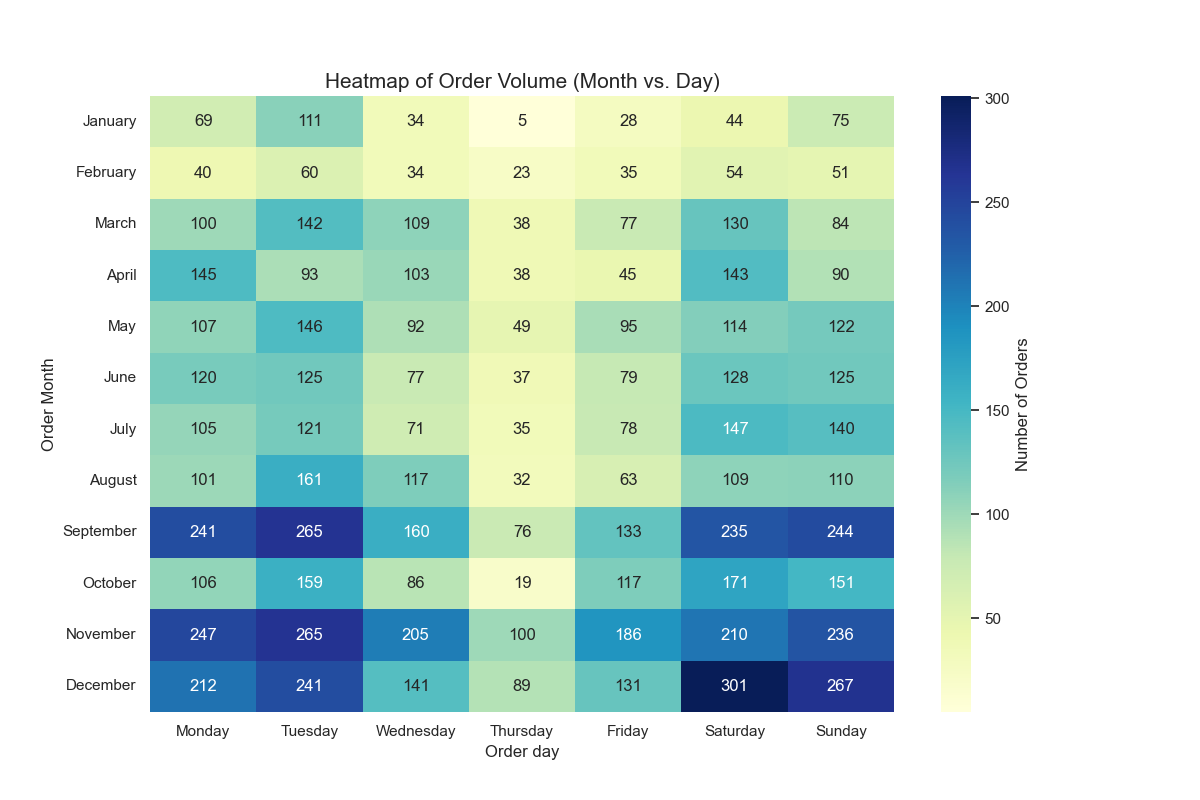 Heatmap of Order Volume (Month vs. Day)
Order Month
January 69 111 34 5 28 44 75
February 40 60 34 23 35 54 51
March 100 142 109 38 77 130 84
April 145 93 103 38 45 143 90
May 107 146 92 49 95 114 122
June 120 125 77 37 79 128 125
July 105 121 71 35 78 147 140
August 101 161 117 32 63 109 110
September 241 265 160 76 133 235 244
October 106 159 86 19 117 171 151
November 247 265 205 100 186 210 236
December 212 241 141 89 131 301 267
Monday Tuesday Wednesday Thursday Friday Saturday Sunday
Order day
300
250
200
150
100
50
Number of Orders